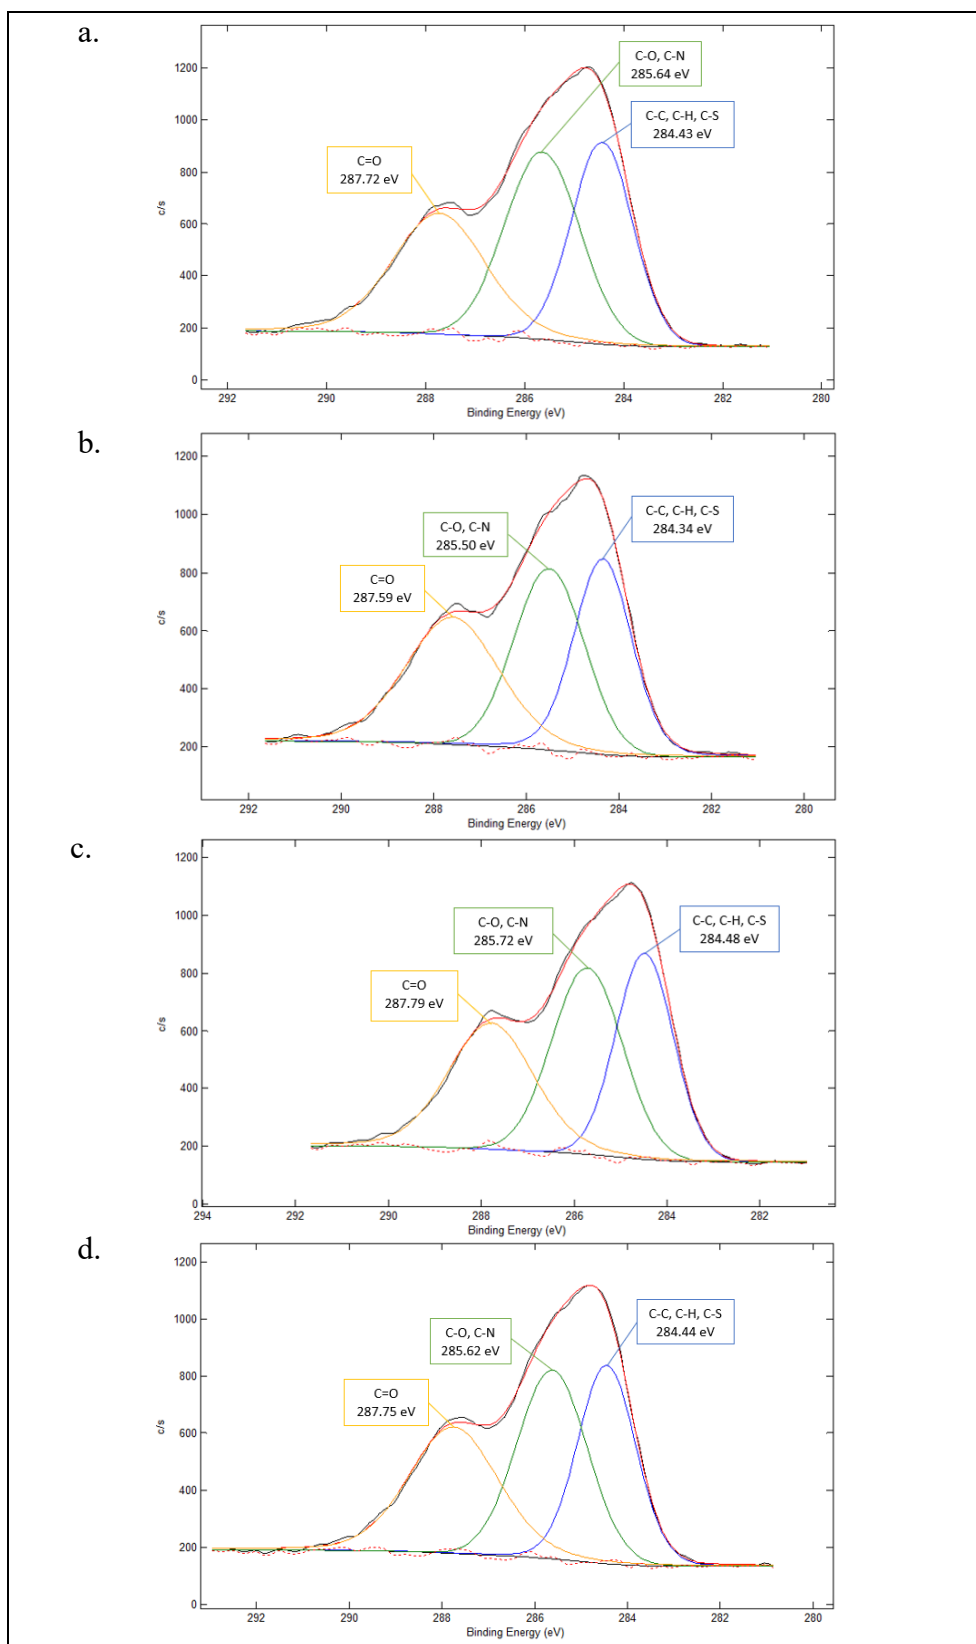 a.
C-O, C-N
285.64 eV
C-C, C-H, C-S
284.43 eV
C=O
287.72 eV
1200
1000
800
600
400
200
0
c/s
292
290
288
286
284
282
280
Binding Energy (eV)
b.
C-C, C-H, C-S
284.34 eV
C-O, C-N
285.50 eV
C=O
287.59 eV
1200
1000
800
600
400
200
c/s
292
290
288
286
284
282
280
Binding Energy (eV)
c.
C-O, C-N
285.72 eV
C-C, C-H, C-S
284.48 eV
C=O
287.79 eV
1200
1000
800
600
400
200
0
c/s
294
292
290
288
286
284
282
Binding Energy (eV)
d.
C-C, C-H, C-S
284.44 eV
C-O, C-N
285.62 eV
C=O
287.75 eV
1200
1000
800
600
400
200
0
c/s
292
290
288
286
284
282
280
Binding Energy (eV)